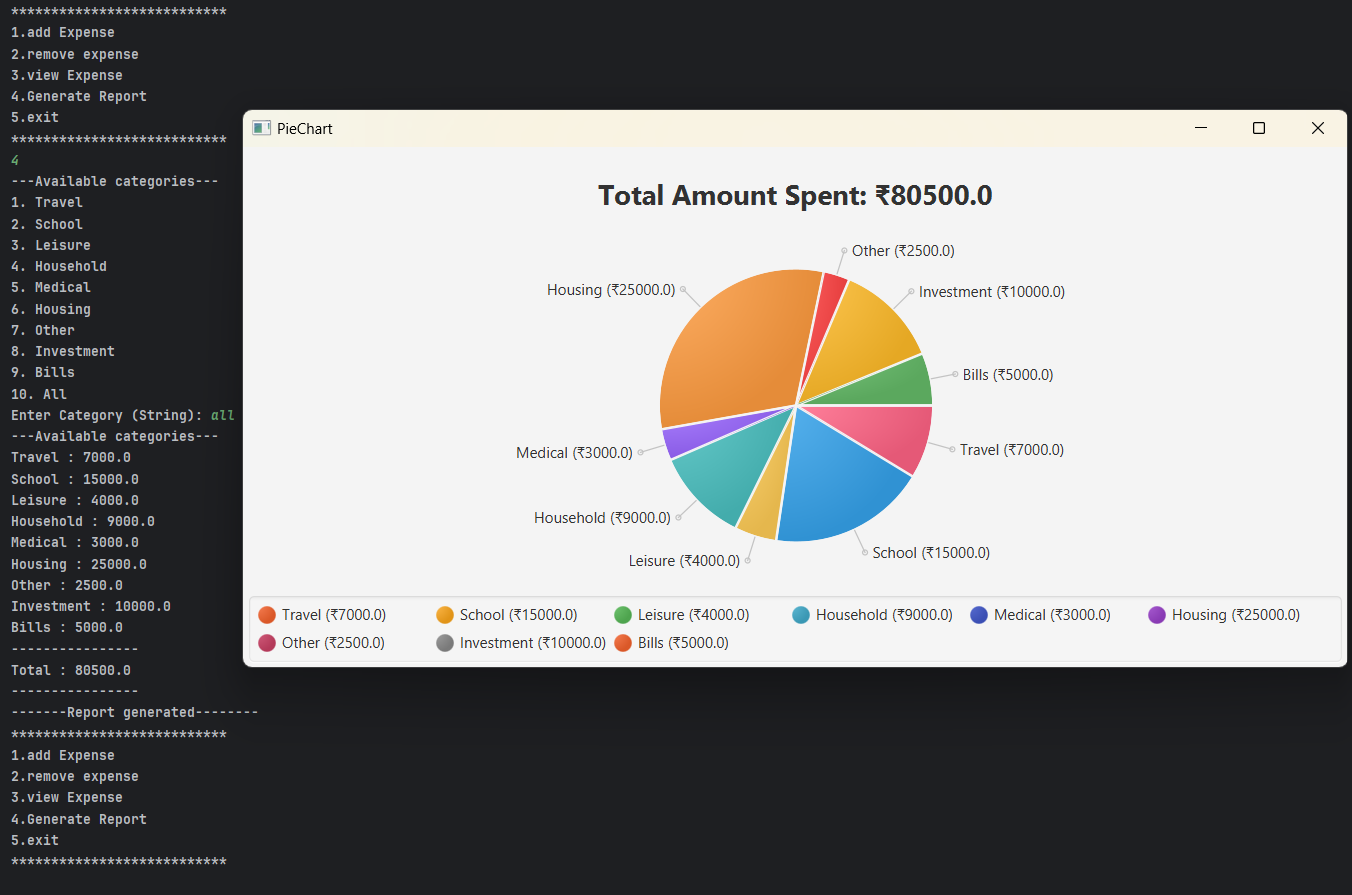 ***************************
1.add Expense
2.remove expense
3.view Expense
4.Generate Report
5.exit
***************************
4
---Available categories---
1. Travel
2. School
3. Leisure
4. Household
5. Medical
6. Housing
7. Other
8. Investment
9. Bills
10. All
Enter Category (String): all
---Available categories---
Travel : 7000.0
School : 15000.0
Leisure : 4000.0
Household : 9000.0
Medical : 3000.0
Housing : 25000.0
Other : 2500.0
Investment : 10000.0
Bills : 5000.0
----------------
Total : 80500.0
----------------
-------Report generated--------
***************************
1.add Expense
2.remove expense
3.view Expense
4.Generate Report
5.exit
***************************
PieChart
Total Amount Spent: ₹80500.0
Other (₹2500.0)
Housing (₹25000.0)
Investment (₹10000.0)
Bills (₹5000.0)
Medical (₹3000.0)
Travel (₹7000.0)
Household (₹9000.0)
School (₹15000.0)
Leisure (₹4000.0)
Travel (₹7000.0) School (₹15000.0) Leisure (₹4000.0) Household (₹9000.0) Medical (₹3000.0) Housing (₹25000.0)
Other (₹2500.0) Investment (₹10000.0) Bills (₹5000.0)